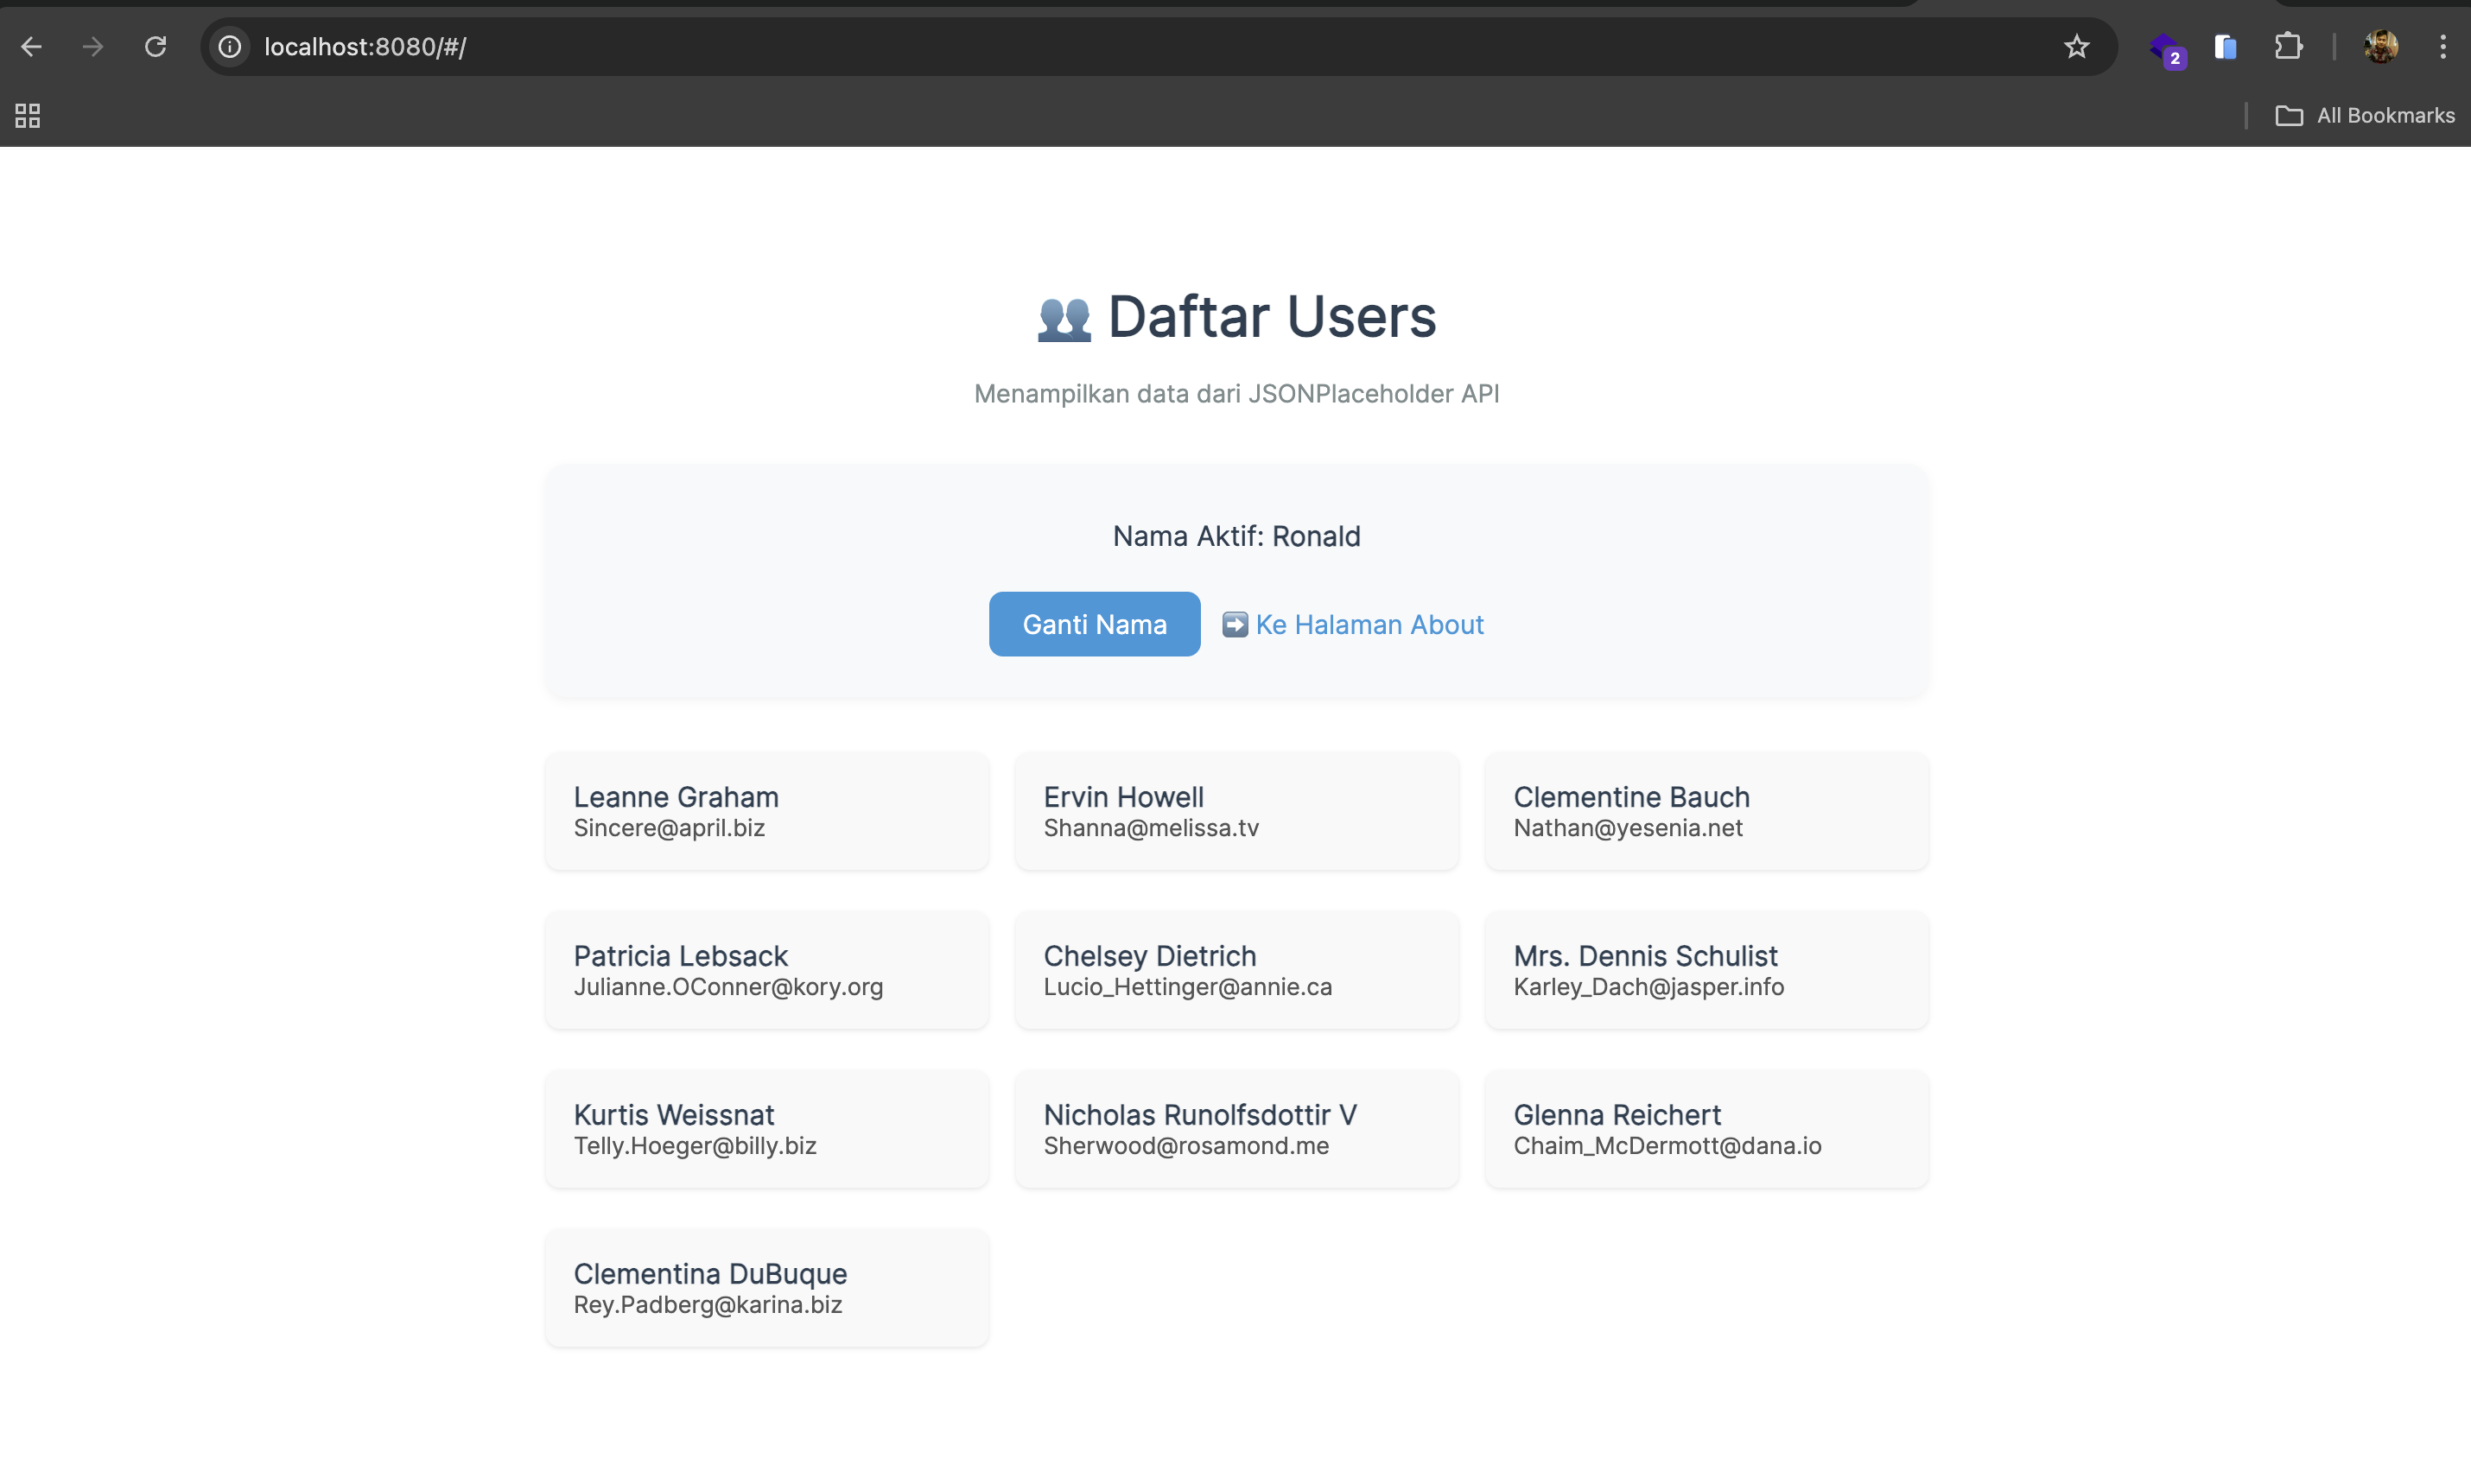 localhost:8080/#/
2
All Bookmarks
👥 Daftar Users
Menampilkan data dari JSONPlaceholder API
Nama Aktif: Ronald
Ganti Nama
➡️ Ke Halaman About
Leanne Graham
Sincere@april.biz
Ervin Howell
Shanna@melissa.tv
Clementine Bauch
Nathan@yesenia.net
Patricia Lebsack
Julianne.OConner@kory.org
Chelsey Dietrich
Lucio_Hettinger@annie.ca
Mrs. Dennis Schulist
Karley_Dach@jasper.info
Kurtis Weissnat
Telly.Hoeger@billy.biz
Nicholas Runolfsdottir V
Sherwood@rosamond.me
Glenna Reichert
Chaim_McDermott@dana.io
Clementina DuBuque
Rey.Padberg@karina.biz